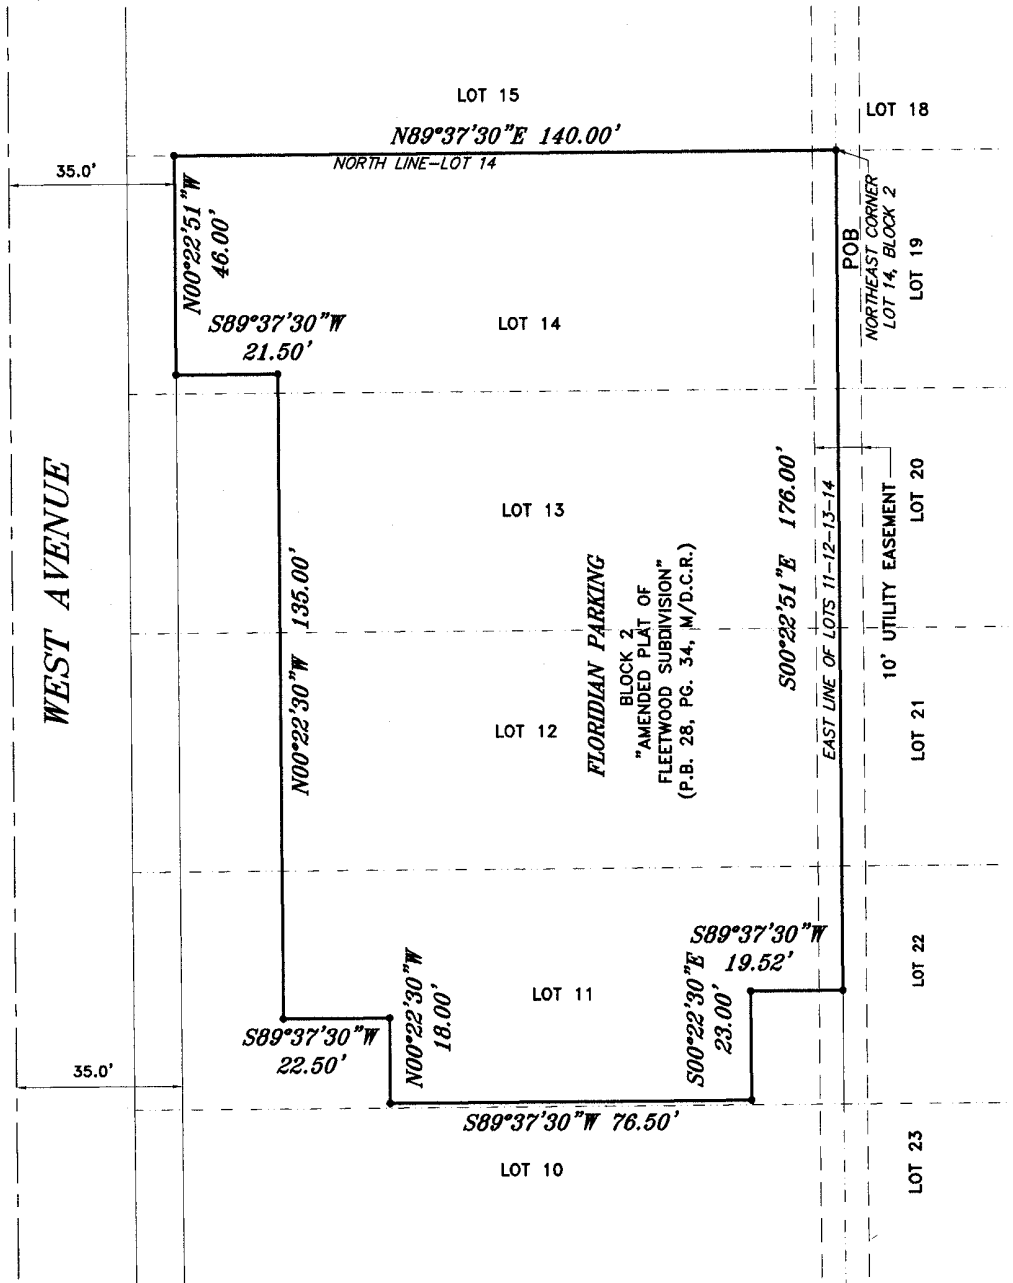 LOT 15
LOT 18
N89°37'30"E 140.00'
NORTH LINE-LOT 14
35.0'
N00°22'51"W
46.00'
POB
NORTHEAST CORNER
LOT 14, BLOCK 2
LOT 19
S89°37'30"W
21.50'
LOT 14
WEST AVENUE
LOT 13
N00°22'30"W 135.00'
FLORIDIAN PARKING
BLOCK 2
"AMENDED PLAT OF
FLEETWOOD SUBDIVISION"
(P.B. 28, PG. 34, M/D.C.R.)
S00°22'51"E 176.00'
EAST LINE OF LOTS 11-12-13-14
10' UTILITY EASEMENT
LOT 20
LOT 12
LOT 21
S89°37'30"W
19.52'
LOT 22
LOT 11
N00°22'30"W
18.00'
S00°22'30"E
23.00'
S89°37'30"W
22.50'
35.0'
S89°37'30"W 76.50'
LOT 10
LOT 23